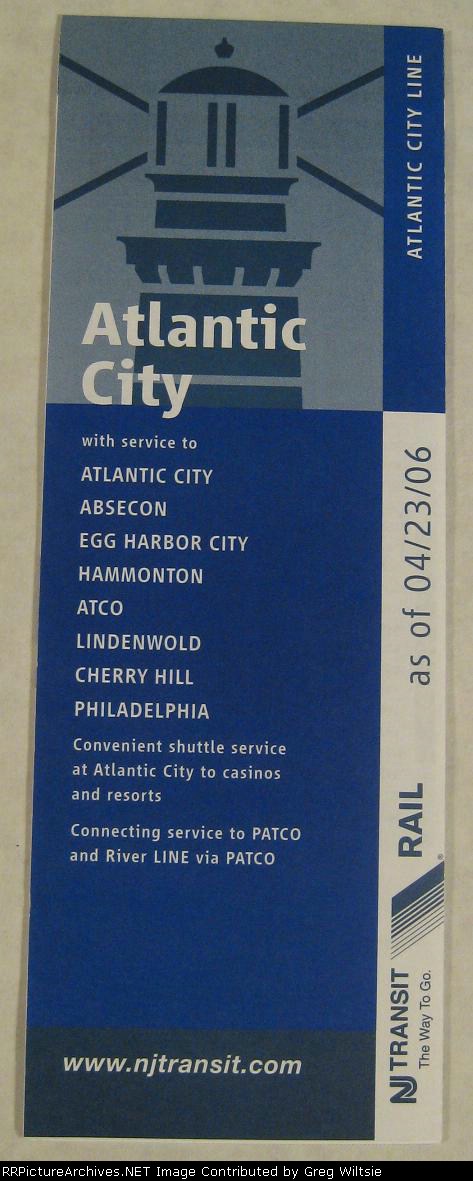 Atlantic
City
with service to
ATLANTIC CITY
ABSECON
EGG HARBOR CITY
HAMMONTON
ATCO
LINDENWOLD
CHERRY HILL
PHILADELPHIA
Convenient shuttle service
at Atlantic City to casinos
and resorts
Connecting service to PATCO
and River LINE via PATCO
www.njtransit.com
ATLANTIC CITY LINE
as of 04/23/06
RAIL
®
NJ TRANSIT
The Way To Go.
RRPictureArchives.NET Image Contributed by Greg Wiltsie